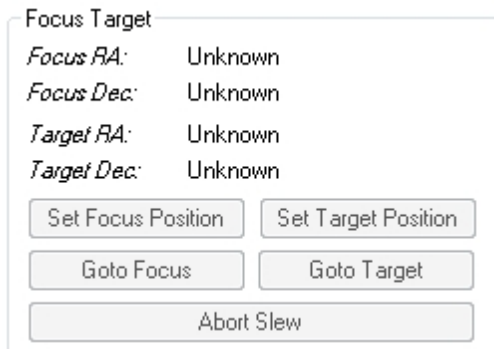 Focus Target
Focus RA: Unknown
Focus Dec: Unknown
Target RA: Unknown
Target Dec: Unknown
Set Focus Position Set Target Position
Goto Focus Goto Target
Abort Slew